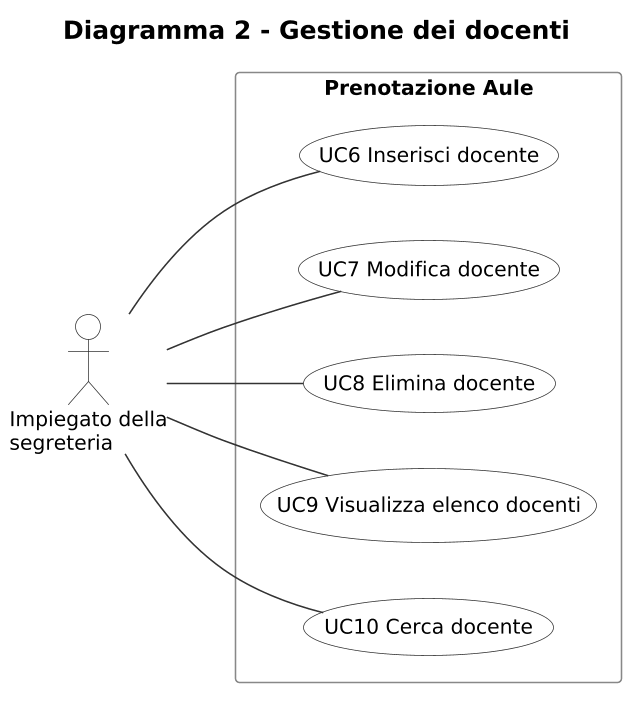 Diagramma 2 - Gestione dei docenti
Prenotazione Aule
UC6 Inserisci docente
UC7 Modifica docente
UC8 Elimina docente
Impiegato della
segreteria
UC9 Visualizza elenco docenti
UC10 Cerca docente